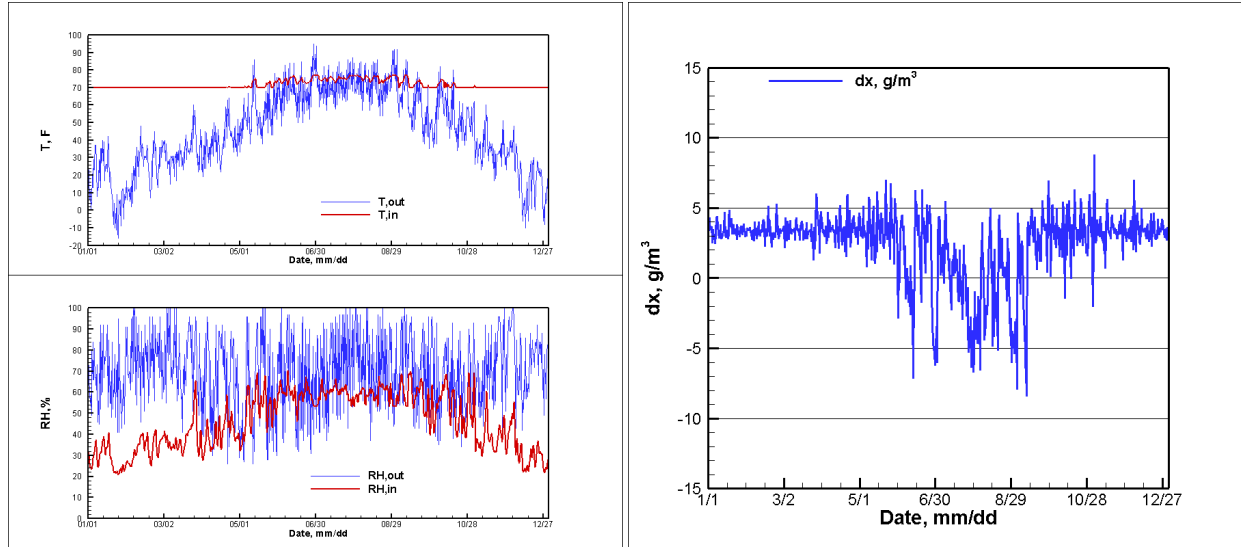 100
90
80
70
60
50
40
30
20
10
0
-10
-20
T, F
T,out
T,in
01/01 03/02 05/01 06/30 08/29 10/28 12/27
Date, mm/dd
100
90
80
70
60
50
40
30
20
10
0
RH,%
RH,out
RH,in
01/01 03/02 05/01 06/30 08/29 10/28 12/27
Date, mm/dd
15
10
5
0
-5
-10
-15
dx, g/m³
dx, g/m³
1/1 3/2 5/1 6/30 8/29 10/28 12/27
Date, mm/dd